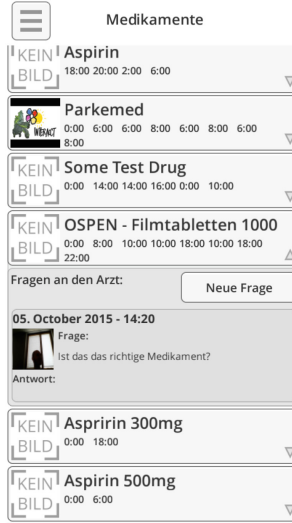 Medikamente
KEIN
BILD
Aspirin
18:00 20:00 2:00 6:00
INTERACT
Parkemed
0:00 6:00 6:00 8:00 6:00 8:00 6:00
8:00
KEIN
BILD
Some Test Drug
0:00 14:00 14:00 16:00 0:00 10:00
KEIN
BILD
OSPEN - Filmtabletten 1000
0:00 8:00 10:00 10:00 18:00 10:00 18:00
22:00
Fragen an den Arzt:
Neue Frage
05. October 2015 - 14:20
Frage:
Ist das das richtige Medikament?
Antwort:
KEIN
BILD
Aspririn 300mg
0:00 18:00
KEIN
BILD
Aspirin 500mg
0:00 6:00